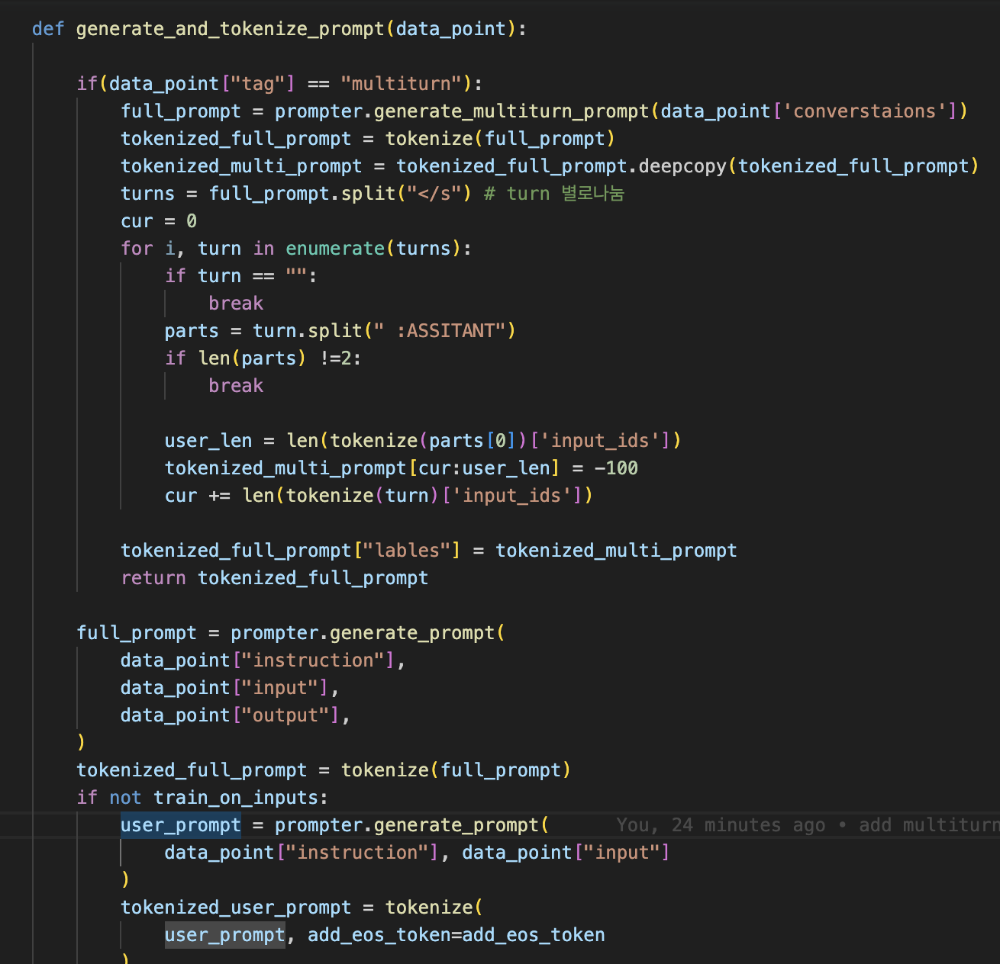 def generate_and_tokenize_prompt(data_point):
if(data_point["tag"] == "multiturn"):
full_prompt = prompter.generate_multiturn_prompt(data_point['converstaions'])
tokenized_full_prompt = tokenize(full_prompt)
tokenized_multi_prompt = tokenized_full_prompt.deepcopy(tokenized_full_prompt)
turns = full_prompt.split("</s") # turn 별로나눔
cur = 0
for i, turn in enumerate(turns):
if turn == "":
break
parts = turn.split(" :ASSITANT")
if len(parts) !=2:
break
user_len = len(tokenize(parts[0])['input_ids'])
tokenized_multi_prompt[cur:user_len] = -100
cur += len(tokenize(turn)['input_ids'])
tokenized_full_prompt["lables"] = tokenized_multi_prompt
return tokenized_full_prompt
full_prompt = prompter.generate_prompt(
data_point["instruction"],
data_point["input"],
data_point["output"],
)
tokenized_full_prompt = tokenize(full_prompt)
if not train_on_inputs:
user_prompt = prompter.generate_prompt( You, 24 minutes ago • add multiturn
data_point["instruction"], data_point["input"]
)
tokenized_user_prompt = tokenize(
user_prompt, add_eos_token=add_eos_token
)